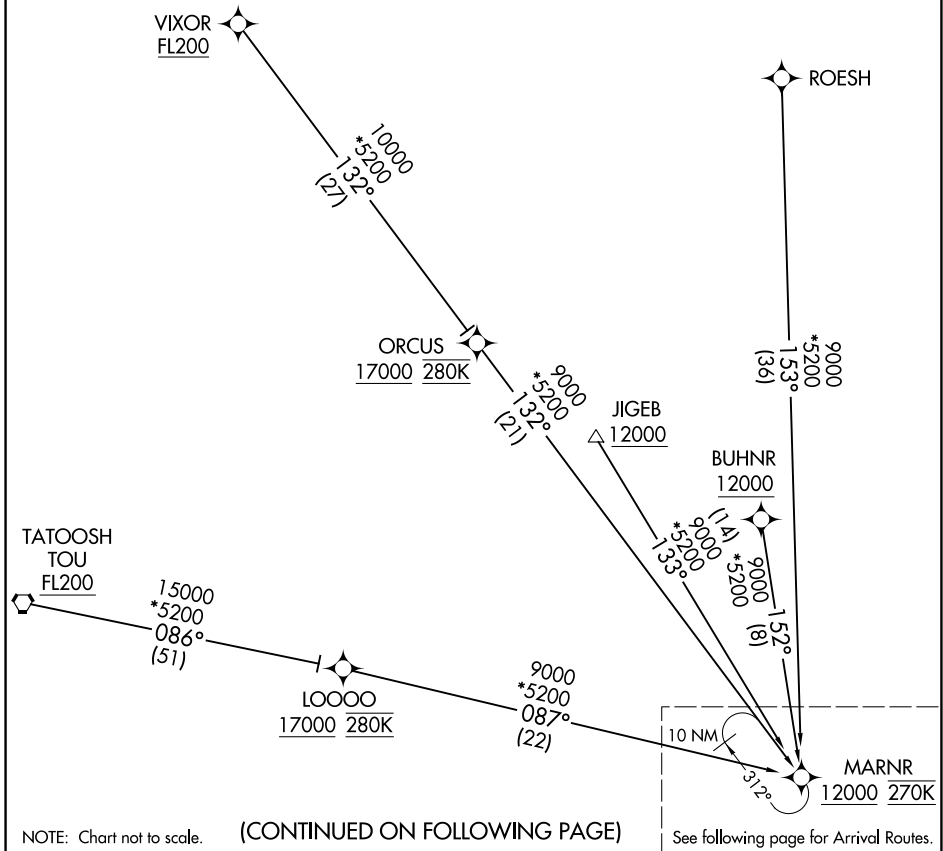 VIXOR
FL200
ROESH
10000
*5200
132°
(27)
ORCUS
17000 280K
9000
*5200
132°
(21)
9000
*5200
153°
(36)
JIGEB
12000
BUHNR
12000
(14)
9000
*5200
133°
9000
*5200
152°
(8)
TATOOSH
TOU
FL200
15000
*5200
086°
(51)
LOOOO
17000 280K
9000
*5200
087°
(22)
10 NM
312°
MARNR
12000 270K
NOTE: Chart not to scale.
(CONTINUED ON FOLLOWING PAGE)
See following page for Arrival Routes.